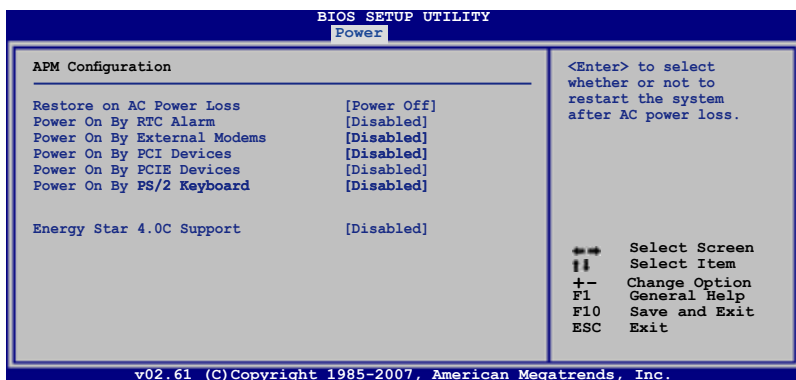 BIOS SETUP UTILITY
Power
APM Configuration
Restore on AC Power Loss [Power Off]
Power On By RTC Alarm [Disabled]
Power On By External Modems [Disabled]
Power On By PCI Devices [Disabled]
Power On By PCIE Devices [Disabled]
Power On By PS/2 Keyboard [Disabled]
Energy Star 4.0C Support [Disabled]
<Enter> to select
whether or not to
restart the system
after AC power loss.
←→ Select Screen
↑↓ Select Item
+- Change Option
F1 General Help
F10 Save and Exit
ESC Exit
v02.61 (C)Copyright 1985-2007, American Megatrends, Inc.